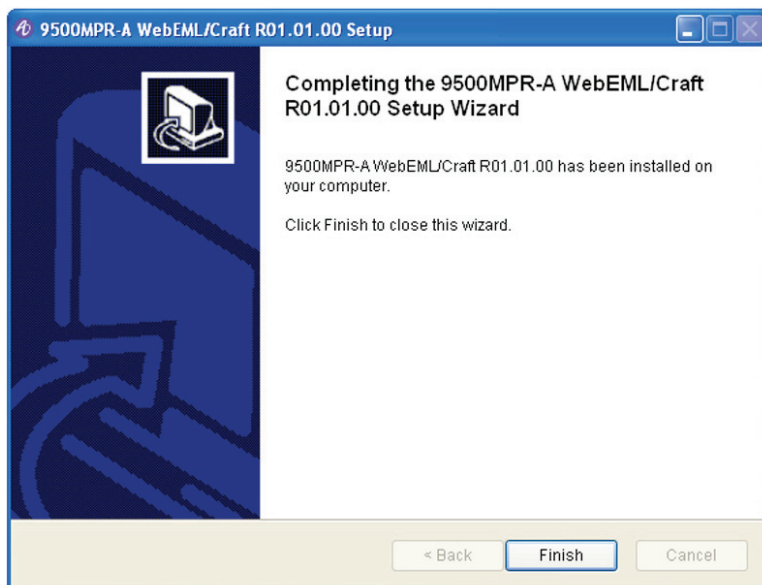 9500MPR-A WebEML/Craft R01.01.00 Setup
Completing the 9500MPR-A WebEML/Craft
R01.01.00 Setup Wizard
9500MPR-A WebEML/Craft R01.01.00 has been installed on
your computer.
Click Finish to close this wizard.
< Back
Finish
Cancel